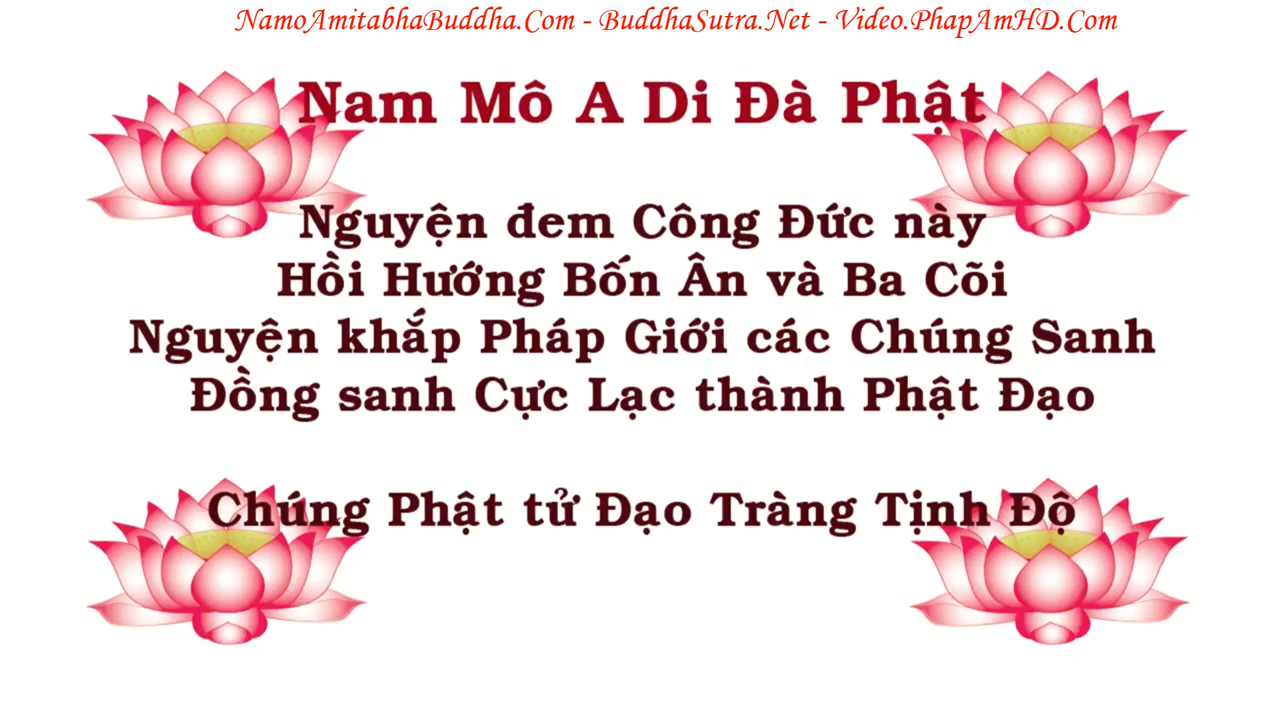 NamoAmitabhaBuddha.Com - BuddhaSutra.Net - Video.PhapAmHD.Com
Nam Mô A Di Đà Phật
Nguyện đem Công Đức này
Hồi Hướng Bốn Ân và Ba Cõi
Nguyện khắp Pháp Giới các Chúng Sanh
Đồng sanh Cực Lạc thành Phật Đạo
Chúng Phật tử Đạo Tràng Tịnh Độ